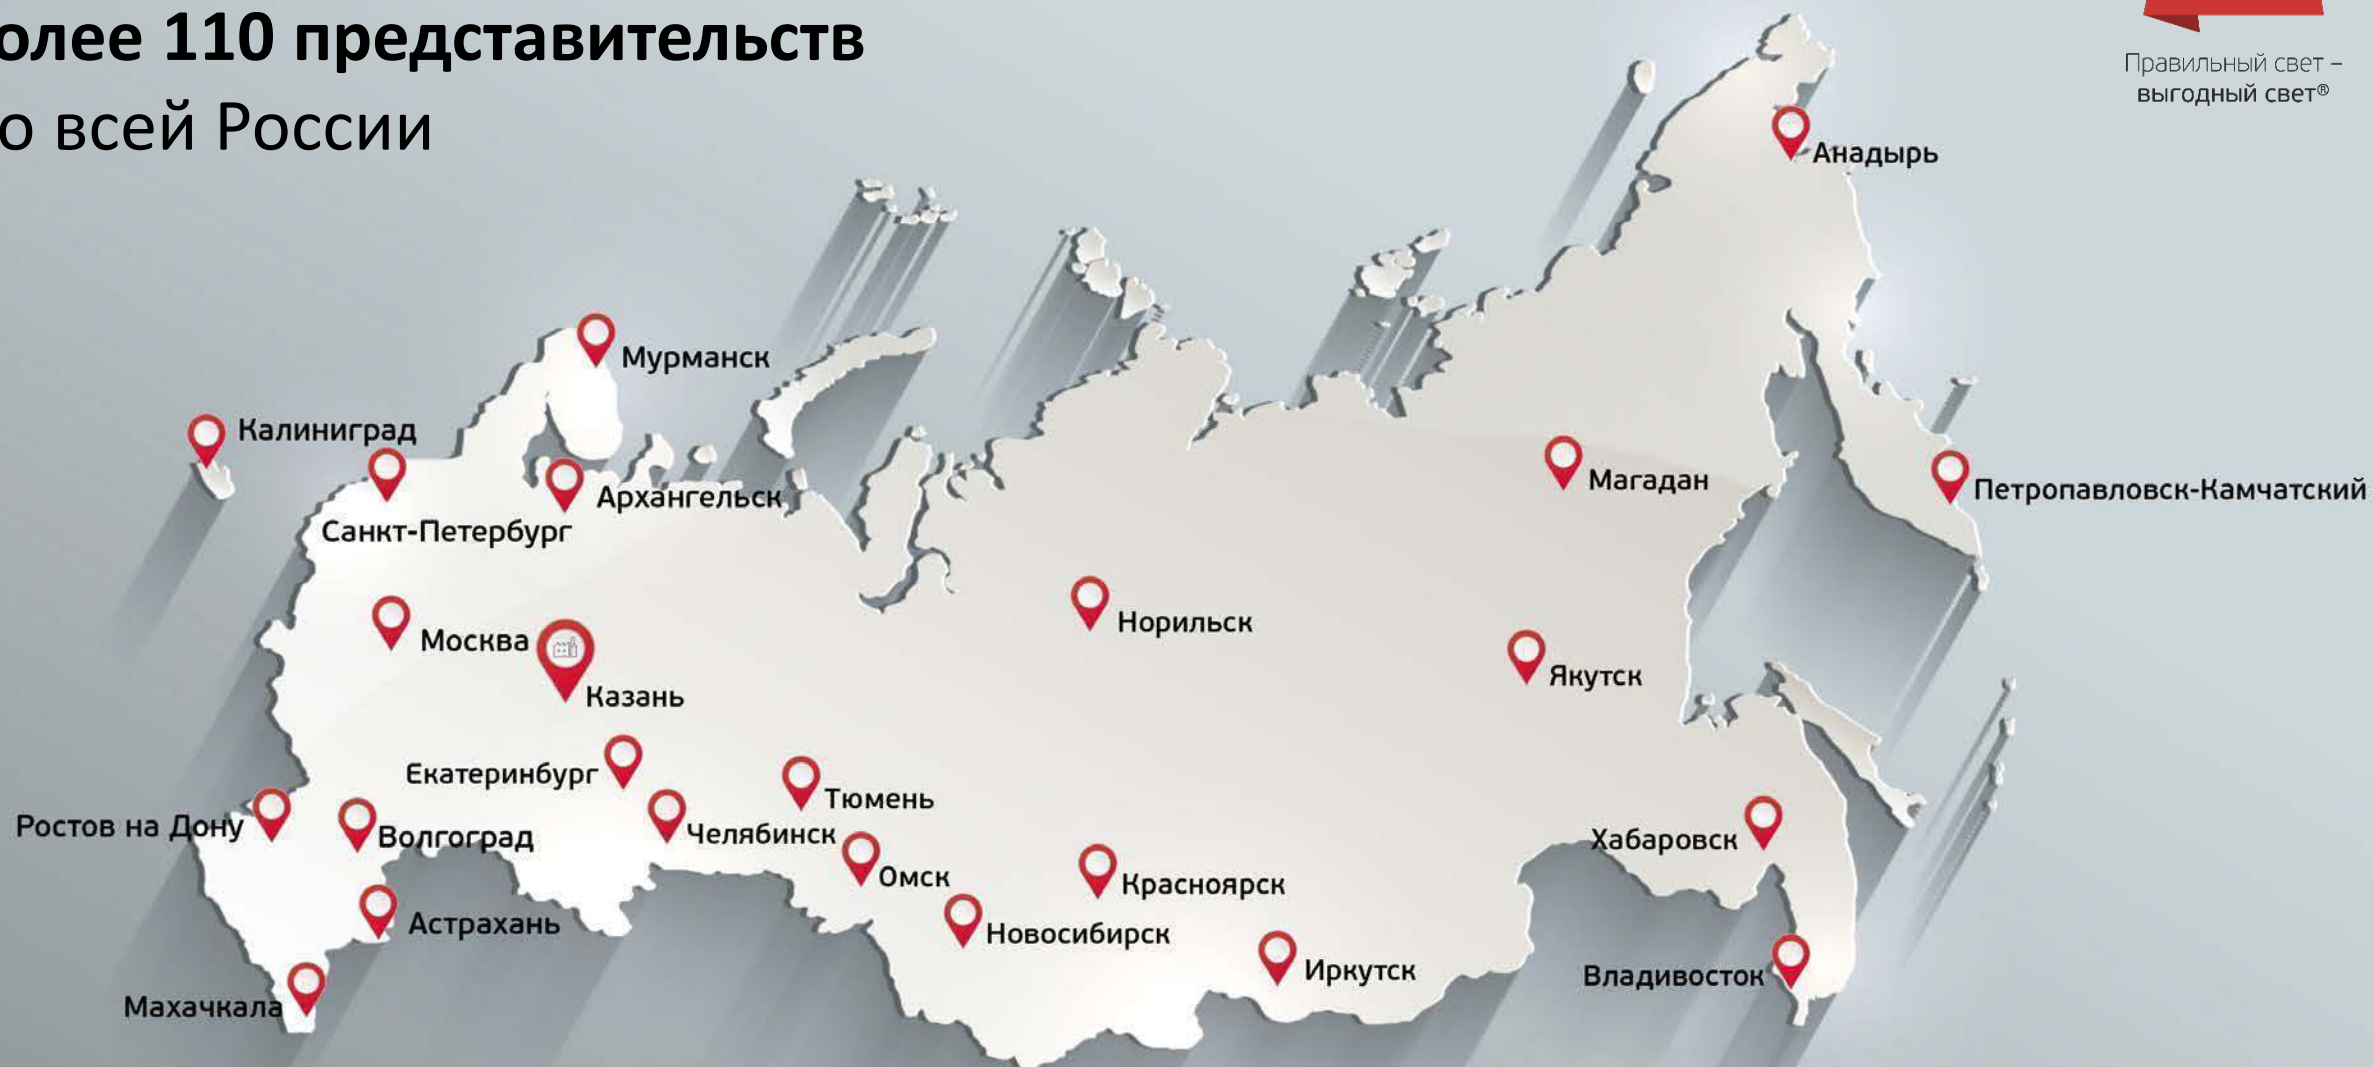 олее 110 представительств
о всей России
Правильный свет –
выгодный свет®
Анадырь
Мурманск
Калиниград
Архангельск
Санкт-Петербург
Магадан
Петропавловск-Камчатский
Норильск
Москва
Якутск
Казань
Екатеринбург
Тюмень
Ростов на Дону
Волгоград
Челябинск
Хабаровск
Омск
Красноярск
Астрахань
Новосибирск
Иркутск
Владивосток
Махачкала